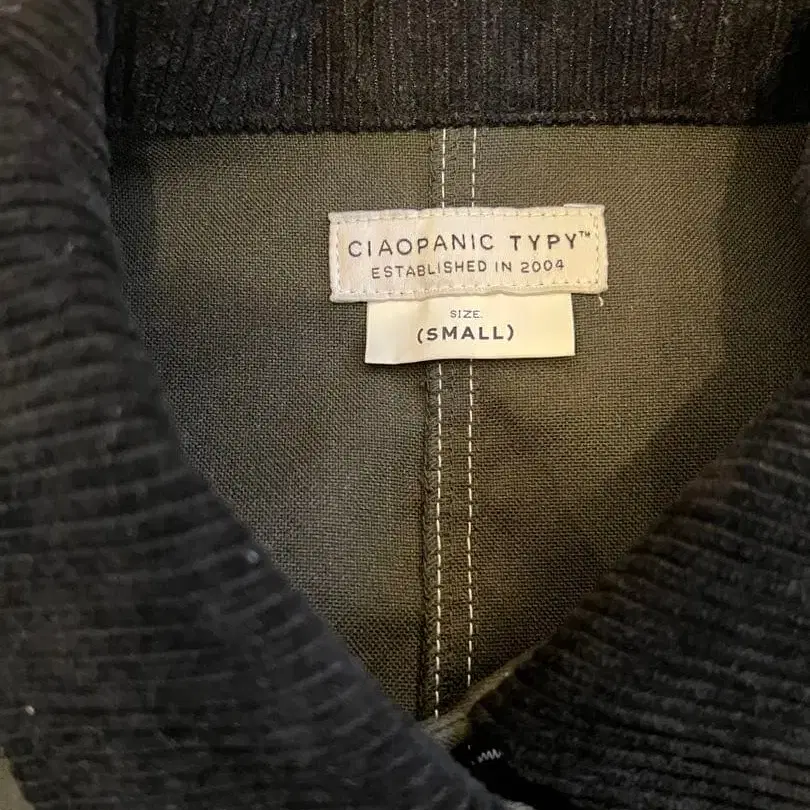 CIAOPANIC TYPY™
ESTABLISHED IN 2004
SIZE.
(SMALL)